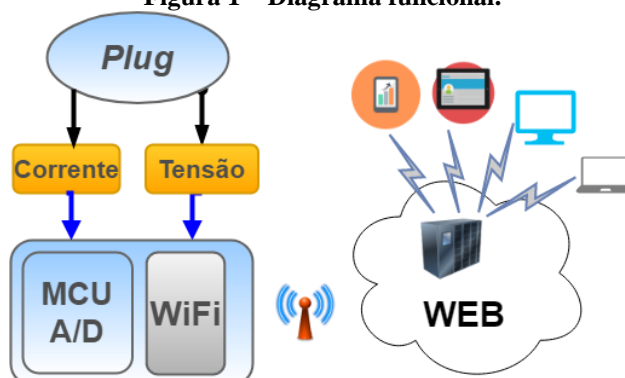 Figura 1 – Diagrama funcional.
Plug
Corrente
Tensão
MCU
A/D
WiFi
WEB